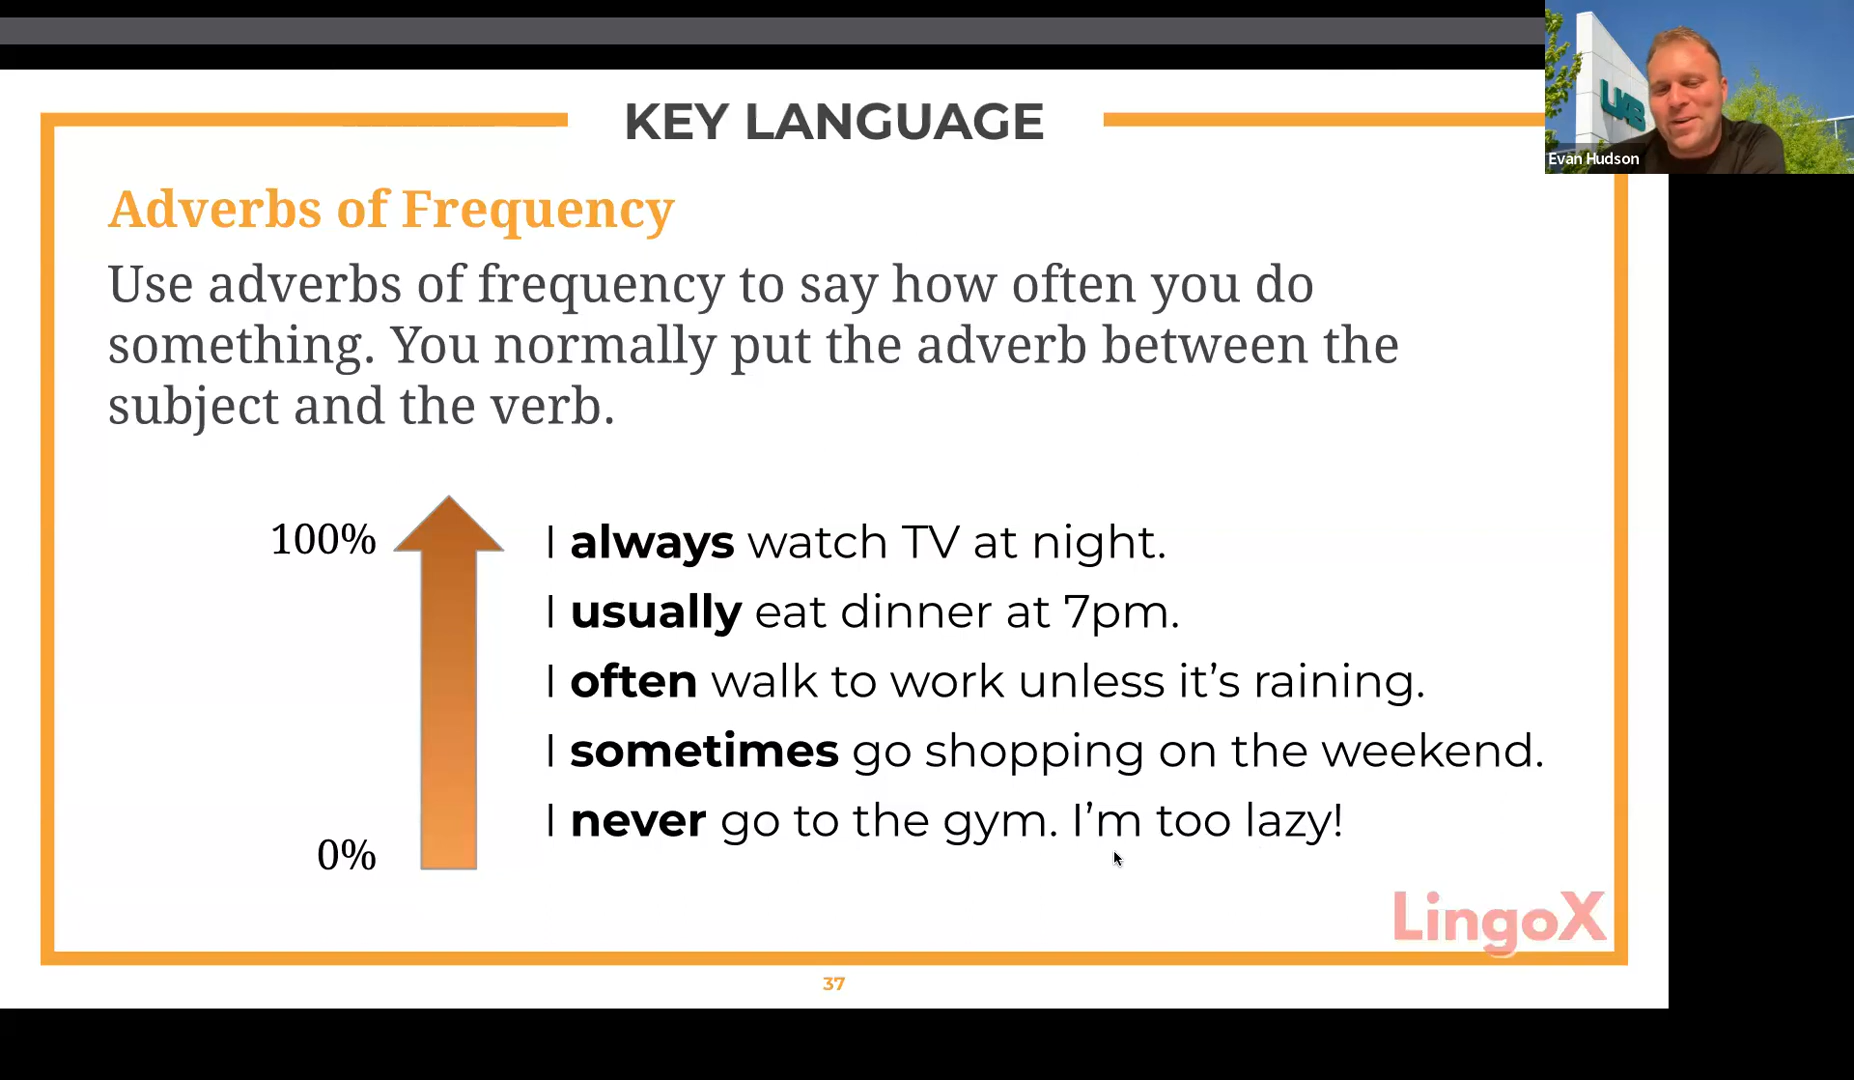 KEY LANGUAGE
UAB
Evan Hudson
Adverbs of Frequency
Use adverbs of frequency to say how often you do
something. You normally put the adverb between the
subject and the verb.
100%
I always watch TV at night.
I usually eat dinner at 7pm.
I often walk to work unless it’s raining.
I sometimes go shopping on the weekend.
I never go to the gym. I’m too lazy!
0%
LingoX
37